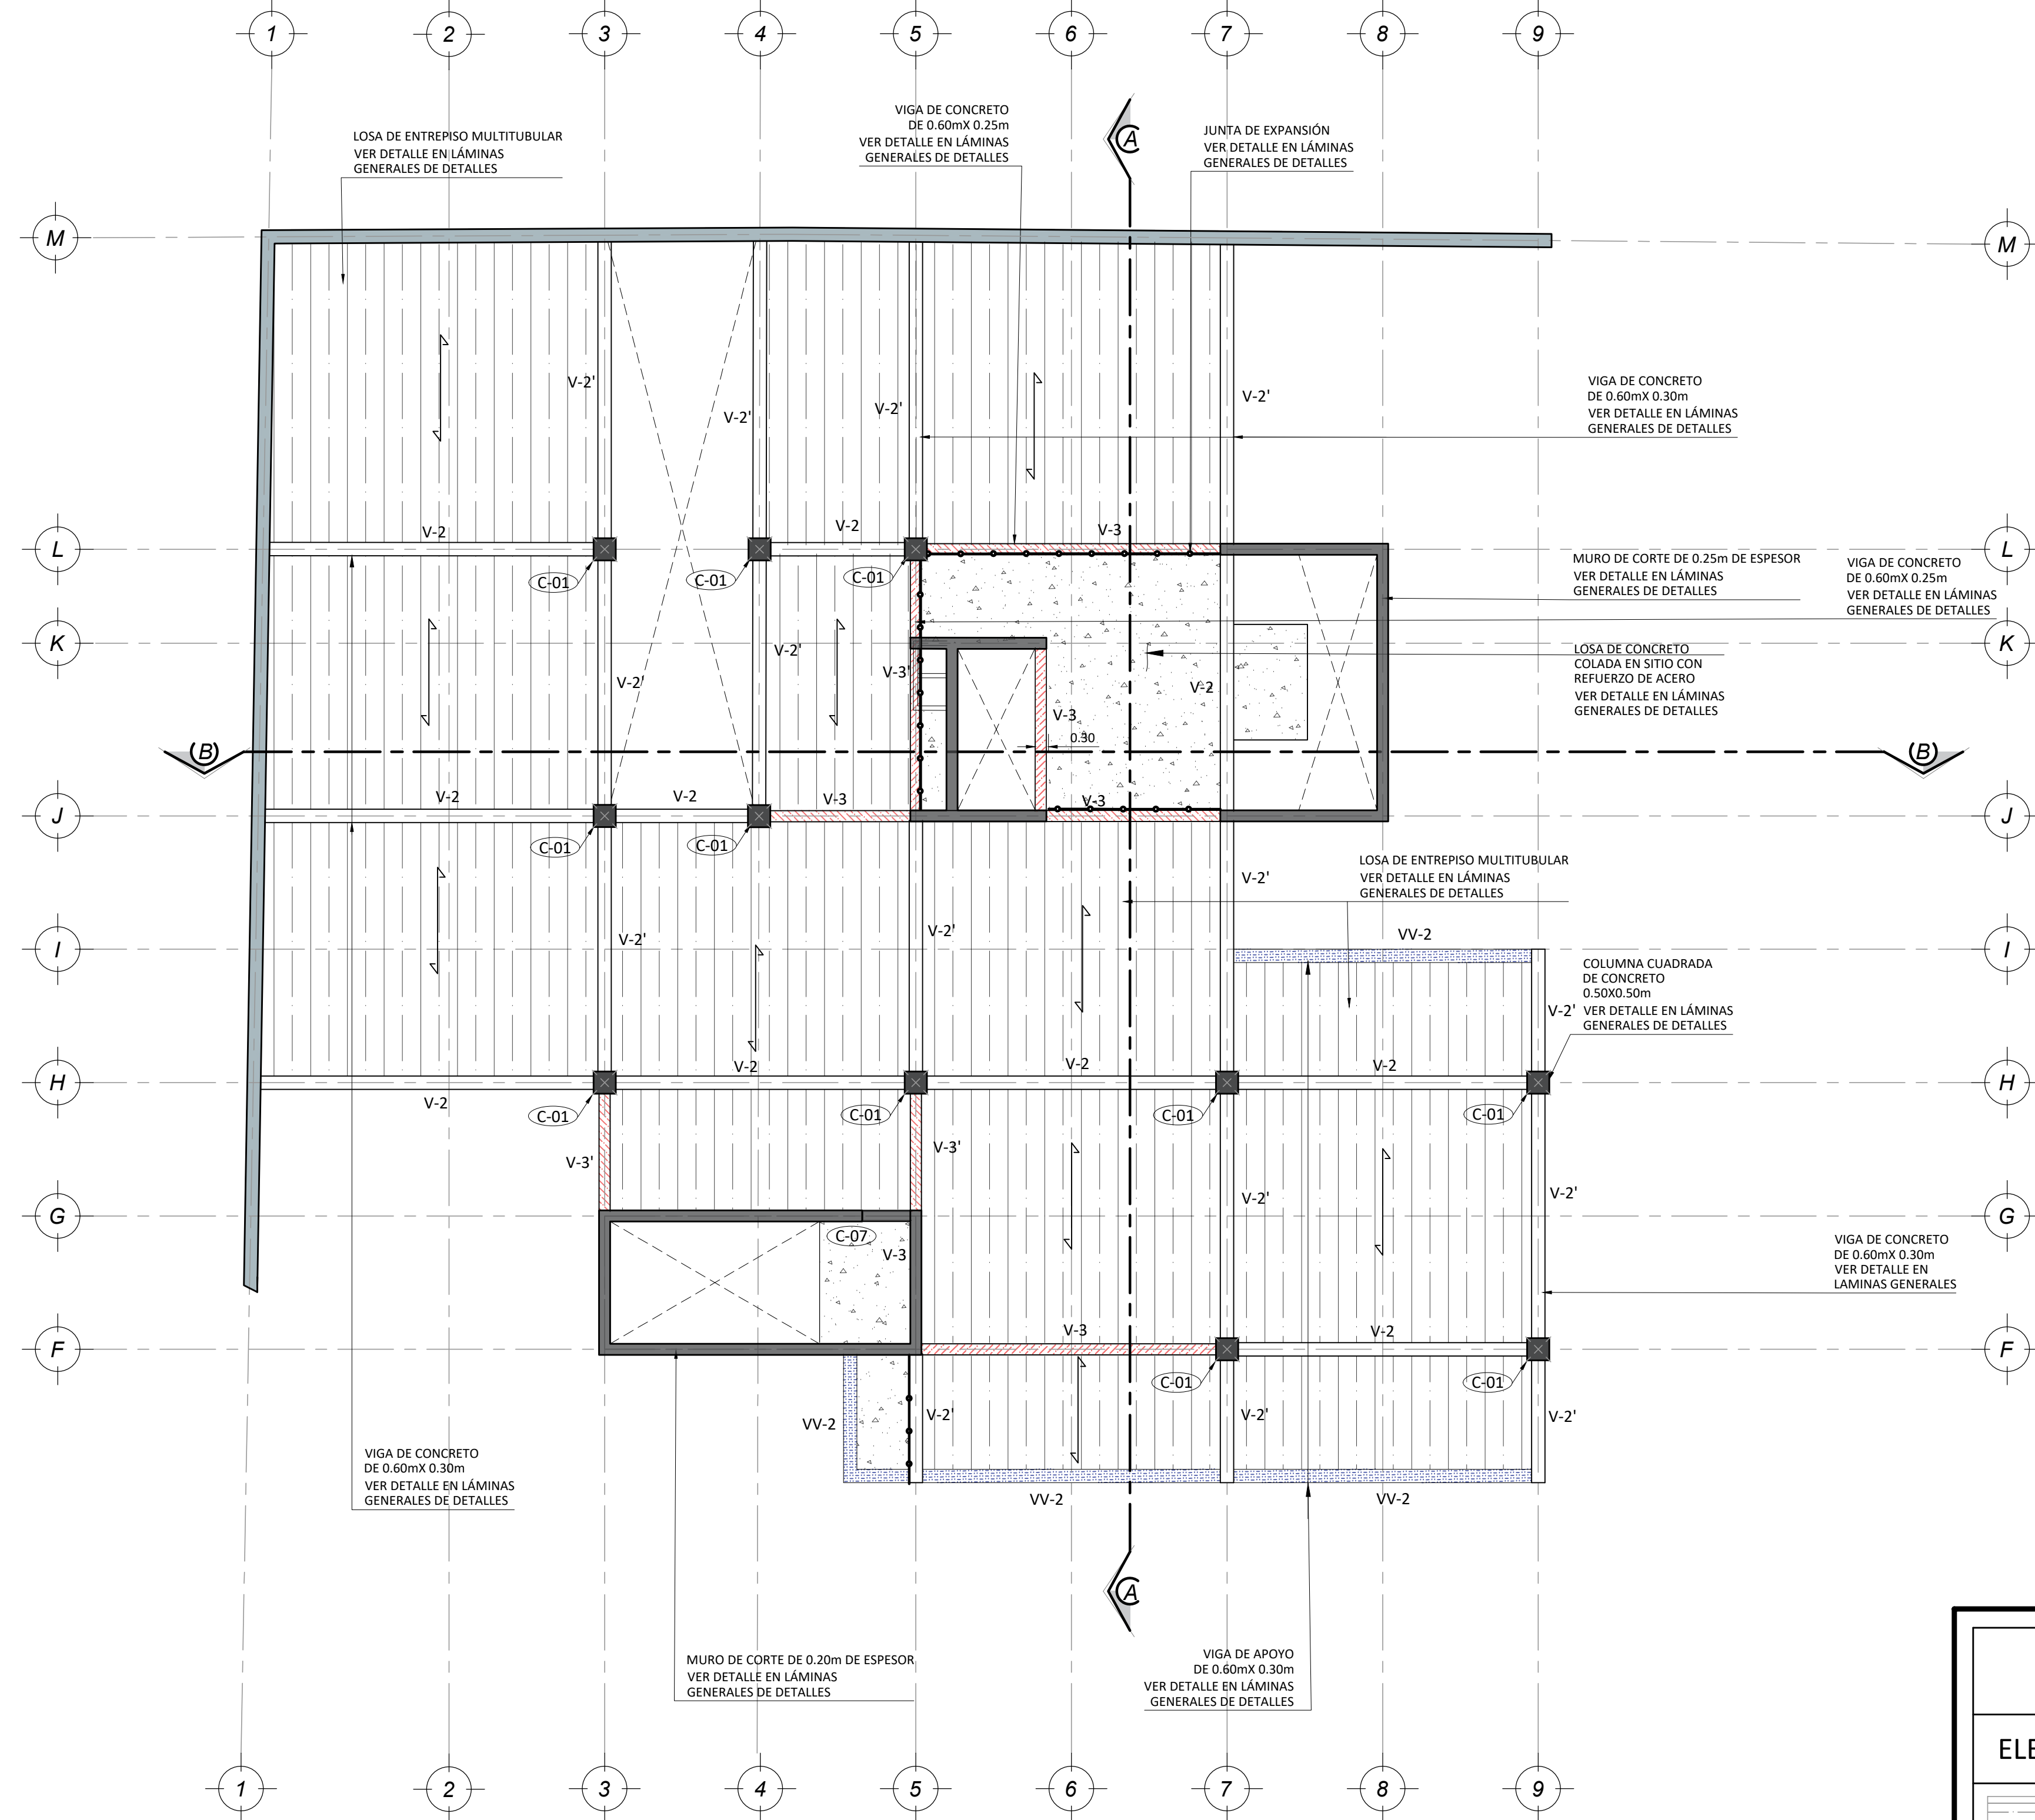 1 2 3 4 5 6 7 8 9
VIGA DE CONCRETO
DE 0.60mX 0.25m
VER DETALLE EN LÁMINAS
GENERALES DE DETALLES
JUNTA DE EXPANSIÓN
VER DETALLE EN LÁMINAS
GENERALES DE DETALLES
LOSA DE ENTREPISO MULTITUBULAR
VER DETALLE EN LÁMINAS
GENERALES DE DETALLES
A
M
M
V-2'
V-2'
V-2'
V-2'
VIGA DE CONCRETO
DE 0.60mX 0.30m
VER DETALLE EN LÁMINAS
GENERALES DE DETALLES
L
V-2
V-2
V-3
L
C-01
C-01
C-01
MURO DE CORTE DE 0.25m DE ESPESOR
VER DETALLE EN LÁMINAS
GENERALES DE DETALLES
VIGA DE CONCRETO
DE 0.60mX 0.25m
VER DETALLE EN LÁMINAS
GENERALES DE DETALLES
K
K
LOSA DE CONCRETO
COLADA EN SITIO CON
REFUERZO DE ACERO
VER DETALLE EN LÁMINAS
GENERALES DE DETALLES
V-2'
V-2'
V-3'
V-2
V-3
0.30
B
B
J
V-2
V-2
V-3
V-3
J
C-01
C-01
LOSA DE ENTREPISO MULTITUBULAR
VER DETALLE EN LÁMINAS
GENERALES DE DETALLES
V-2'
I
V-2'
V-2'
VV-2
I
COLUMNA CUADRADA
DE CONCRETO
0.50X0.50m
VER DETALLE EN LÁMINAS
GENERALES DE DETALLES
V-2'
H
V-2
V-2
V-2
V-2
H
C-01
C-01
C-01
C-01
V-3'
V-3'
V-2'
V-2'
G
G
C-07
V-3
VIGA DE CONCRETO
DE 0.60mX 0.30m
VER DETALLE EN
LAMINAS GENERALES
F
V-3
V-2
F
C-01
C-01
VV-2
V-2'
V-2'
V-2'
VIGA DE CONCRETO
DE 0.60mX 0.30m
VER DETALLE EN LÁMINAS
GENERALES DE DETALLES
VV-2
VV-2
A
MURO DE CORTE DE 0.20m DE ESPESOR
VER DETALLE EN LÁMINAS
GENERALES DE DETALLES
VIGA DE APOYO
DE 0.60mX 0.30m
VER DETALLE EN LÁMINAS
GENERALES DE DETALLES
1 2 3 4 5 6 7 8 9